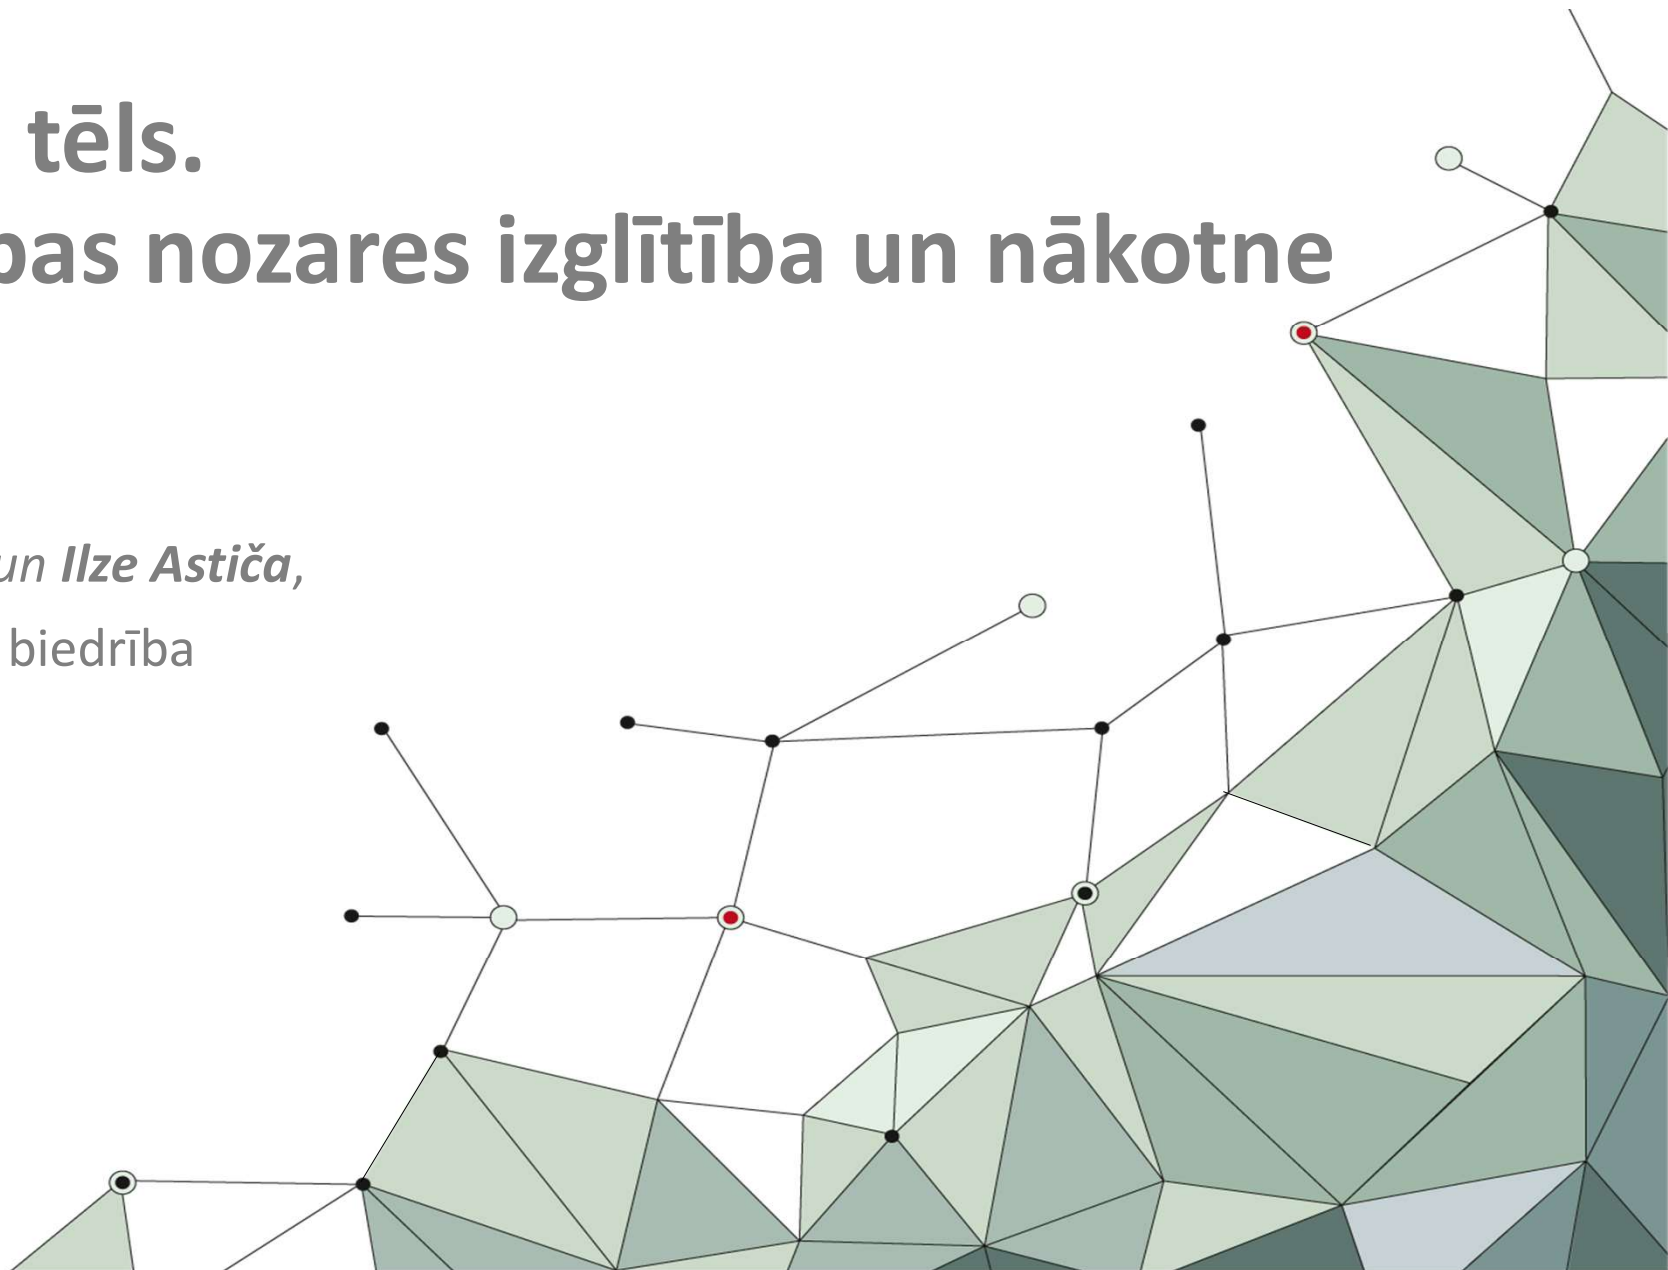 tēls.
bas nozares izglītība un nākotne
un Ilze Astiča,
biedrība